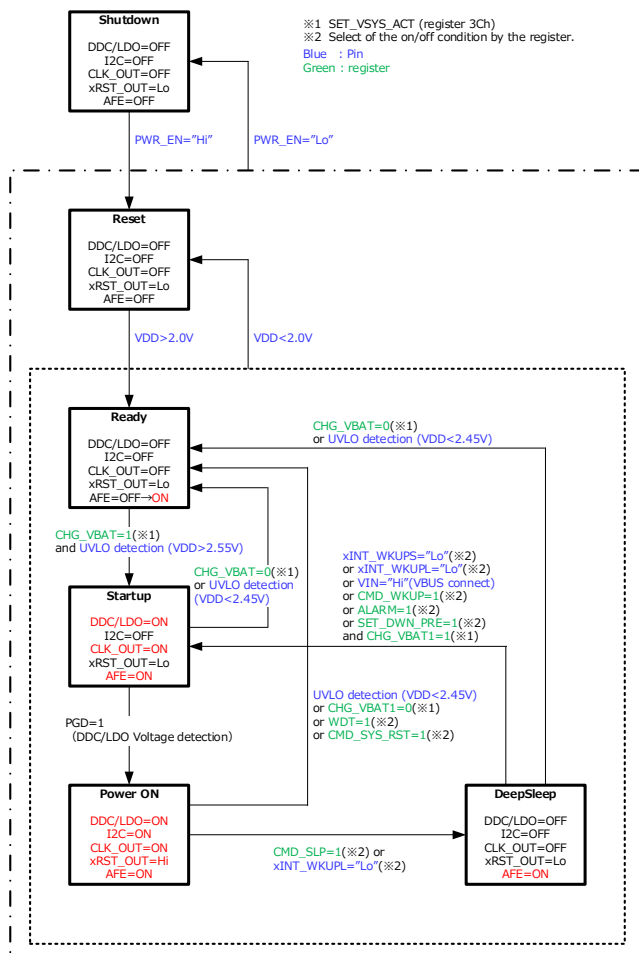 Shutdown
DDC/LDO=OFF
I2C=OFF
CLK_OUT=OFF
xRST_OUT=Lo
AFE=OFF
※1 SET_VSYS_ACT (register 3Ch)
※2 Select of the on/off condition by the register.
Blue : Pin
Green : register
PWR_EN=”Hi”
PWR_EN=”Lo”
Reset
DDC/LDO=OFF
I2C=OFF
CLK_OUT=OFF
xRST_OUT=Lo
AFE=OFF
VDD>2.0V
VDD<2.0V
Ready
DDC/LDO=OFF
I2C=OFF
CLK_OUT=OFF
xRST_OUT=Lo
AFE=OFF→ON
CHG_VBAT=0(※1)
or UVLO detection (VDD<2.45V)
CHG_VBAT=1(※1)
and UVLO detection (VDD>2.55V)
CHG_VBAT=0(※1)
or UVLO detection
(VDD<2.45V)
xINT_WKUPS=”Lo”(※2)
or xINT_WKUPL=”Lo”(※2)
or VIN=”Hi”(VBUS connect)
or CMD_WKUP=1(※2)
or ALARM=1(※2)
or SET_DWN_PRE=1(※2)
and CHG_VBAT1=1(※1)
Startup
DDC/LDO=ON
I2C=OFF
CLK_OUT=ON
xRST_OUT=Lo
AFE=ON
PGD=1
(DDC/LDO Voltage detection)
UVLO detection (VDD<2.45V)
or CHG_VBAT1=0(※1)
or WDT=1(※2)
or CMD_SYS_RST=1(※2)
Power ON
DDC/LDO=ON
I2C=ON
CLK_OUT=ON
xRST_OUT=Hi
AFE=ON
CMD_SLP=1(※2) or
xINT_WKUPL=”Lo”(※2)
DeepSleep
DDC/LDO=OFF
I2C=OFF
CLK_OUT=OFF
xRST_OUT=Lo
AFE=ON